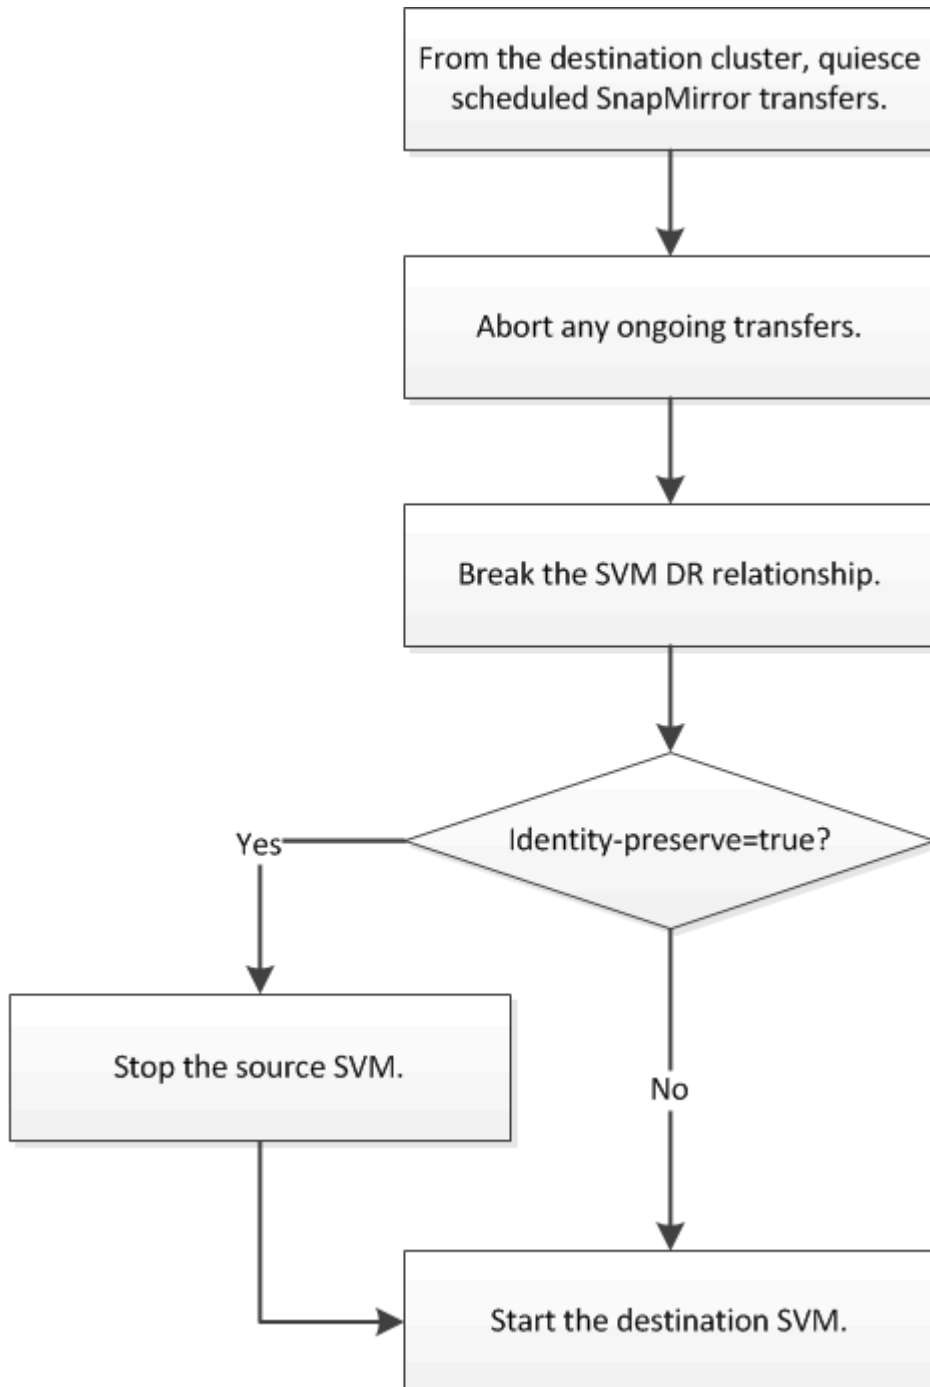 From the destination cluster, quiesce
scheduled SnapMirror transfers.
Abort any ongoing transfers.
Break the SVM DR relationship.
Identity-preserve=true?
Yes
Stop the source SVM.
No
Start the destination SVM.